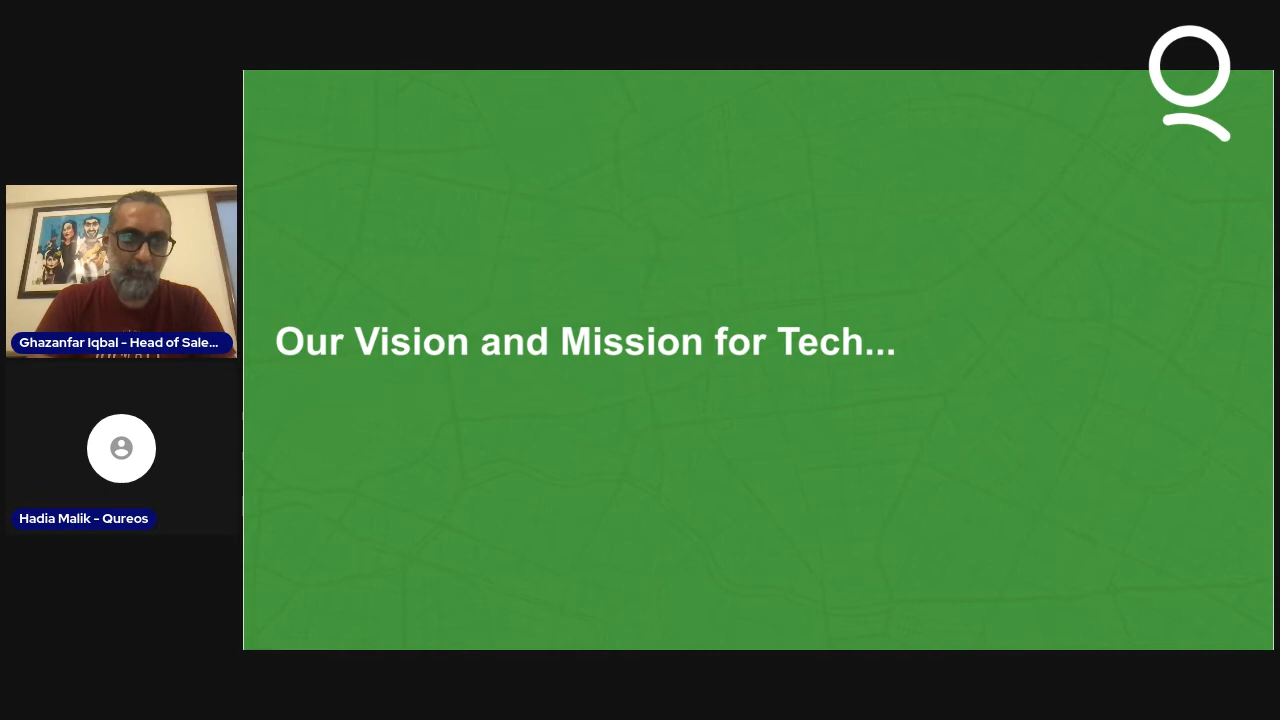 Our Vision and Mission for Tech...
Ghazanfar Iqbal - Head of Sale...
Hadia Malik - Qureos